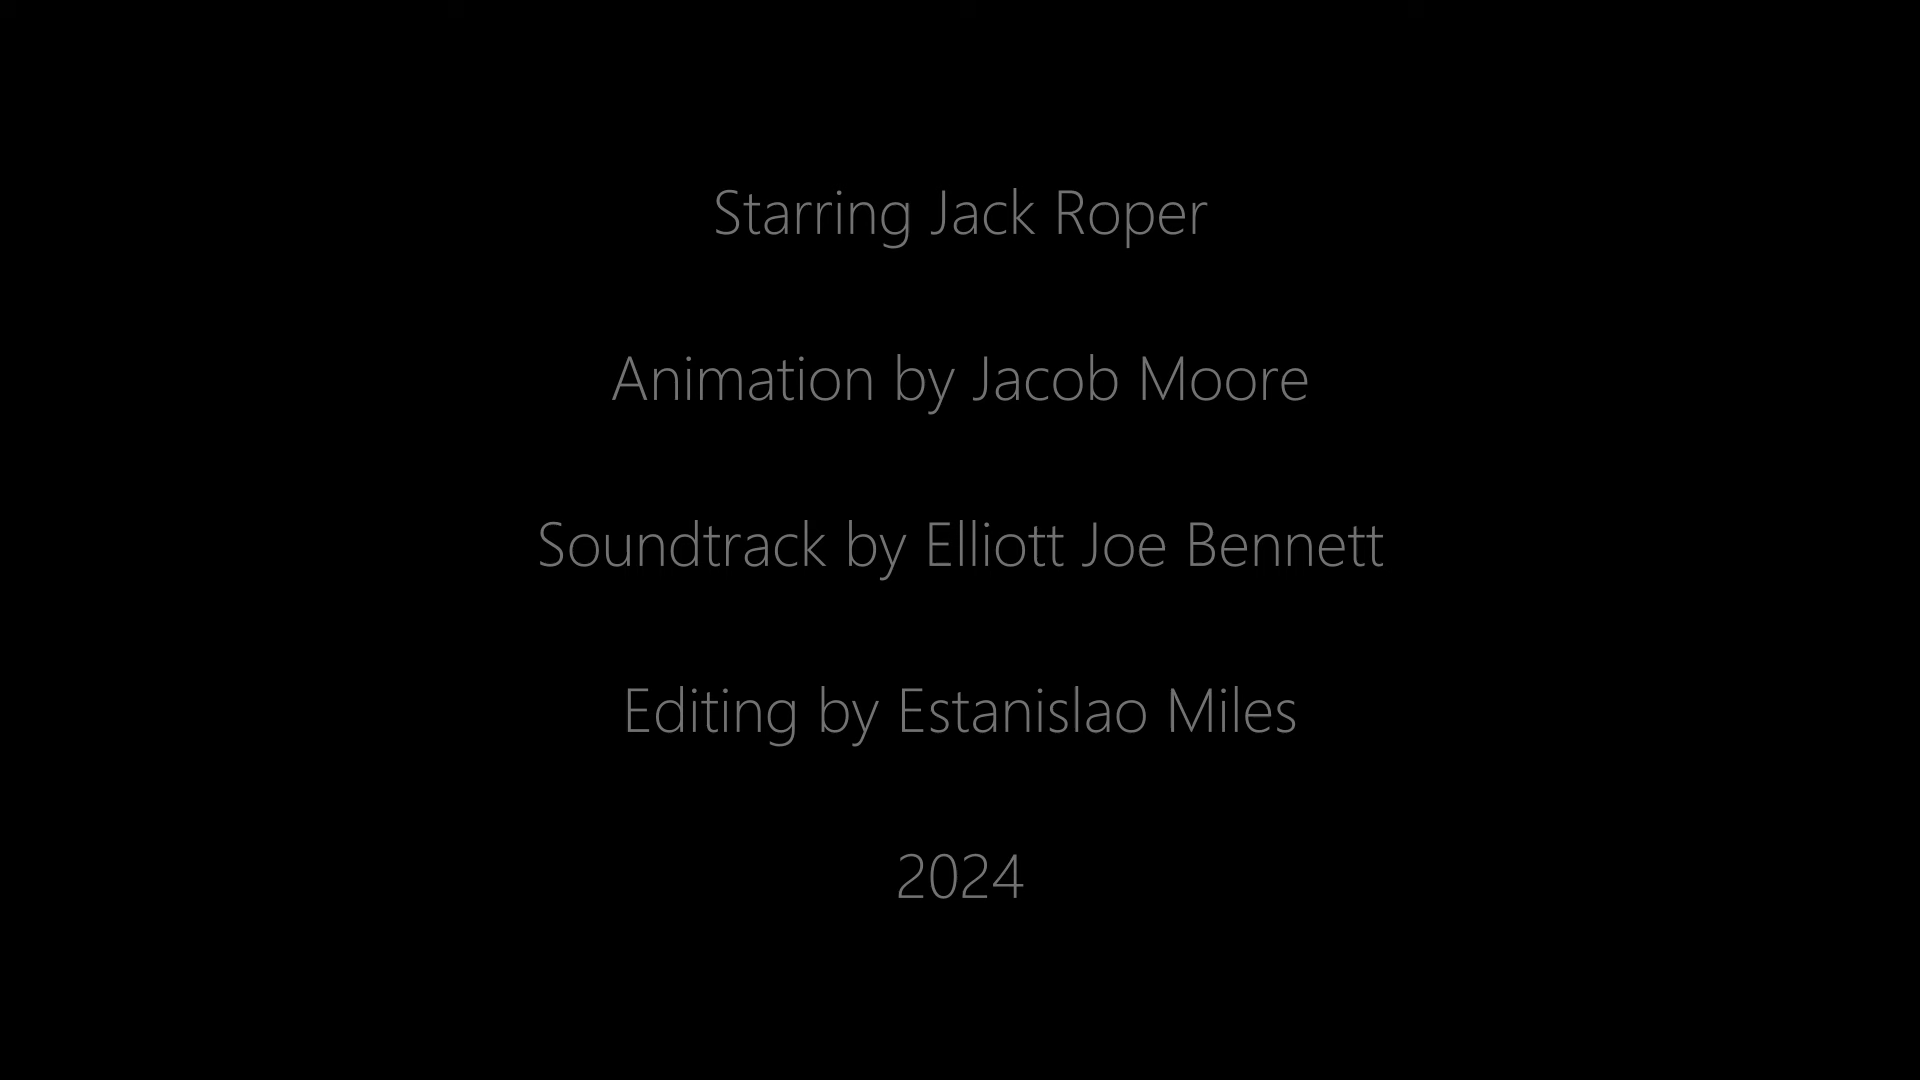 Starring Jack Roper
Animation by Jacob Moore
Soundtrack by Elliott Joe Bennett
Editing by Estanislao Miles
2024